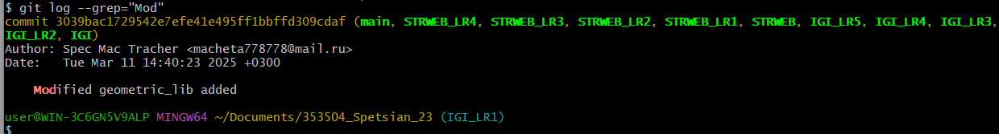 $ git log --grep="Mod"
commit 3039bac1729542e7efe41e495ff1bbffd309cdaf (main, STRWEB_LR4, STRWEB_LR3, STRWEB_LR2, STRWEB_LR1, STRWEB, IGI_LR5, IGI_LR4, IGI_LR3,
IGI_LR2, IGI)
Author: Spec Mac Tracher <macheta778778@mail.ru>
Date:   Tue Mar 11 14:40:23 2025 +0300
    Modified geometric_lib added
user@WIN-3C6GN5V9ALP MINGW64 ~/Documents/353504_Spetsian_23 (IGI_LR1)
$